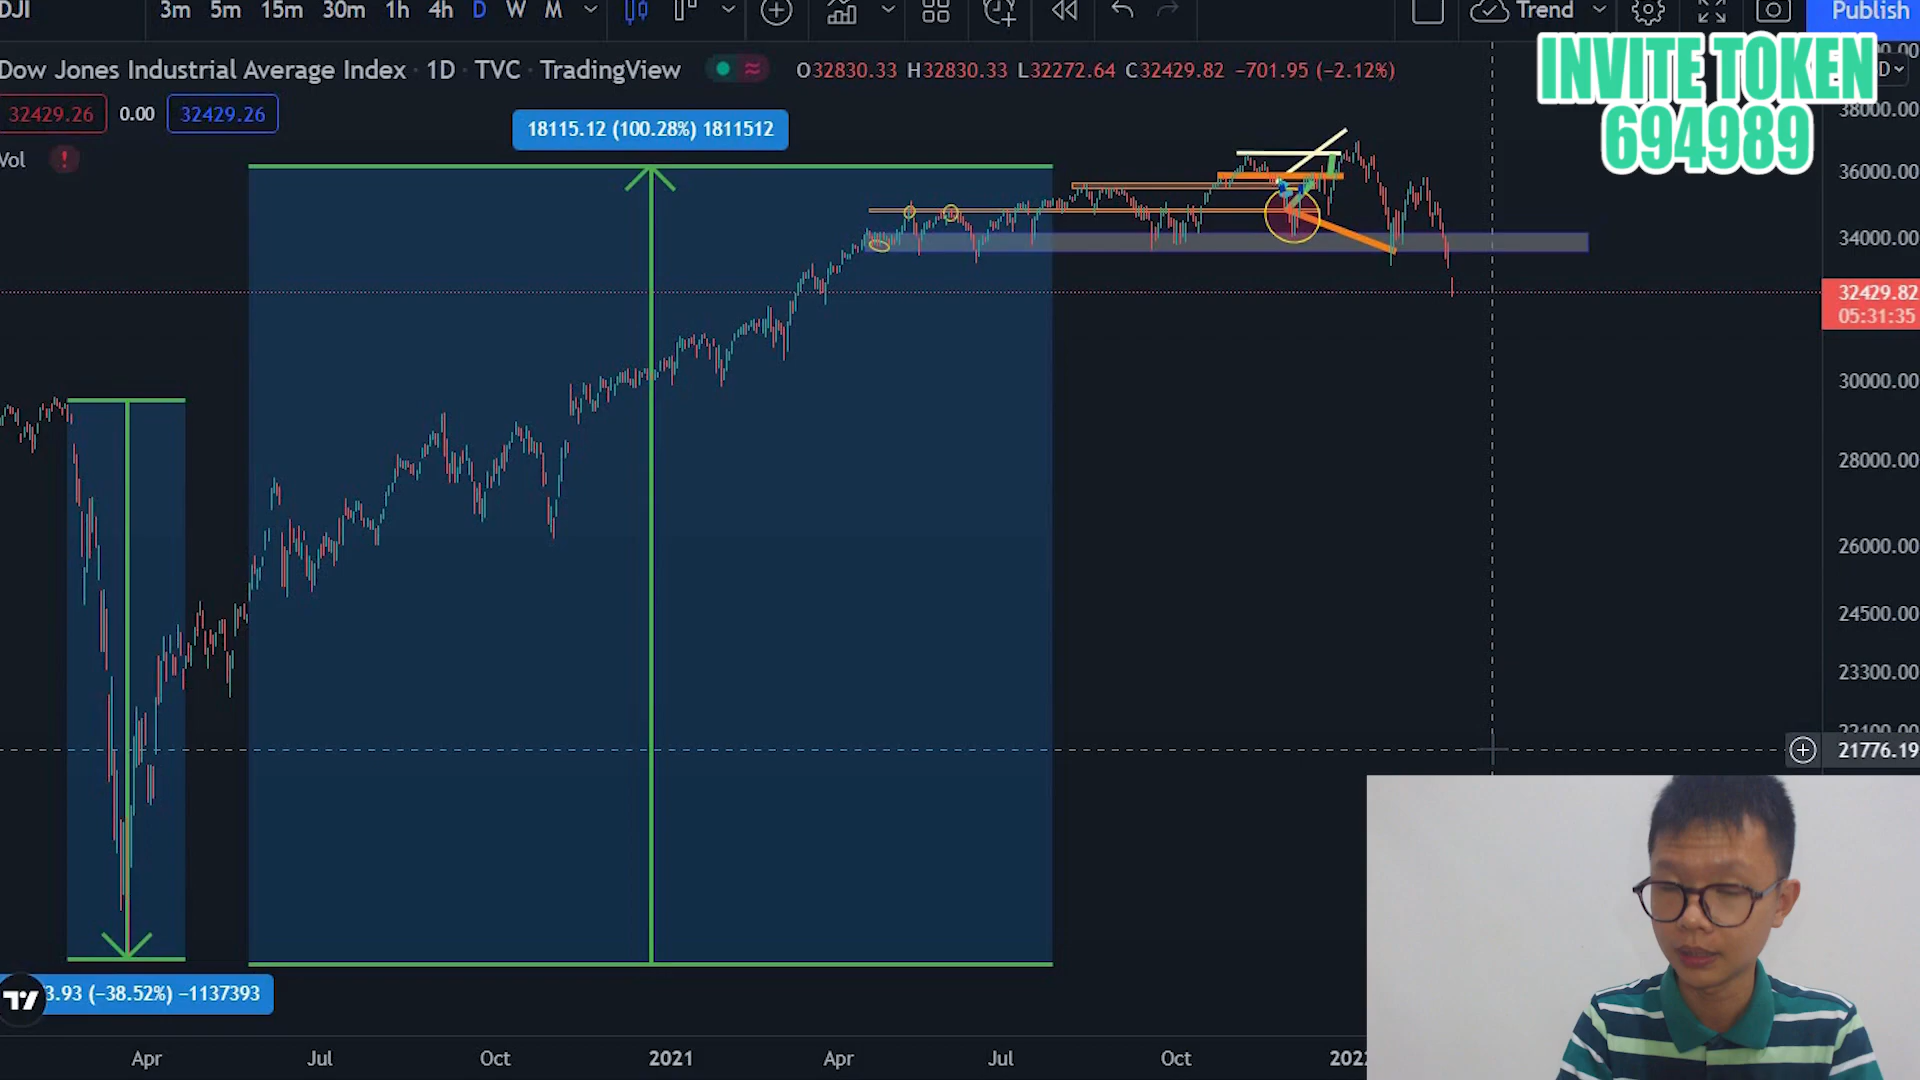 DJI 3m 5m 15m 30m 1h 4h D W M Trend Publish
INVITE TOKEN
694989
Dow Jones Industrial Average Index · 1D · TVC · TradingView O32830.33 H32830.33 L32272.64 C32429.82 −701.95 (−2.12%)
32429.26 0.00 32429.26
Vol !
18115.12 (100.28%) 1811512
38000.00
36000.00
34000.00
32429.82
05:31:35
30000.00
28000.00
26000.00
24500.00
23300.00
22100.00
21776.19
3.93 (−38.52%) −1137393
Apr Jul Oct 2021 Apr Jul Oct 2022